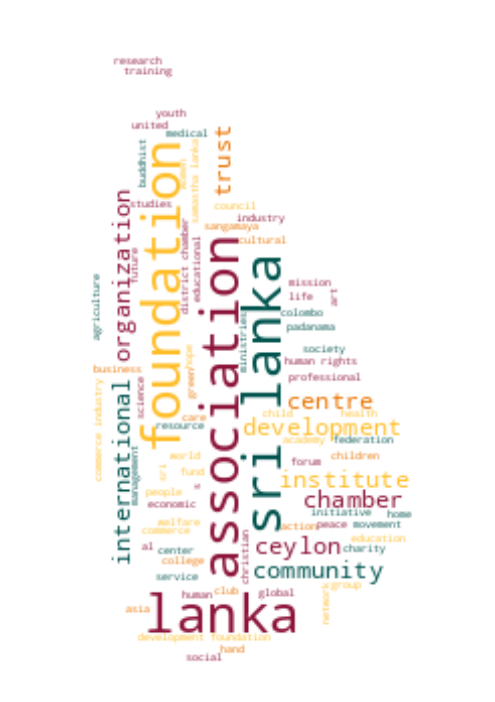 research
training
youth
united
medical
buddhist
foundation
women
samastha lanka
trust
studies
council
organization
industry
sangamaya
cultural
district chamber
educational
association
sri lanka
future
agriculture
mission
life
art
colombo
padanama
ministries
society
human rights
green
hope
business
professional
commerce industry
international
science
care
resource
centre
child
health
development
academy
federation
management
world
sri
fund
forum
children
people
s
institute
economic
chamber
initiative
home
welfare
commerce
action
peace
movement
education
al
center
college
christian
ceylon
charity
service
community
human
club
global
network
group
asia
lanka
development foundation
hand
social